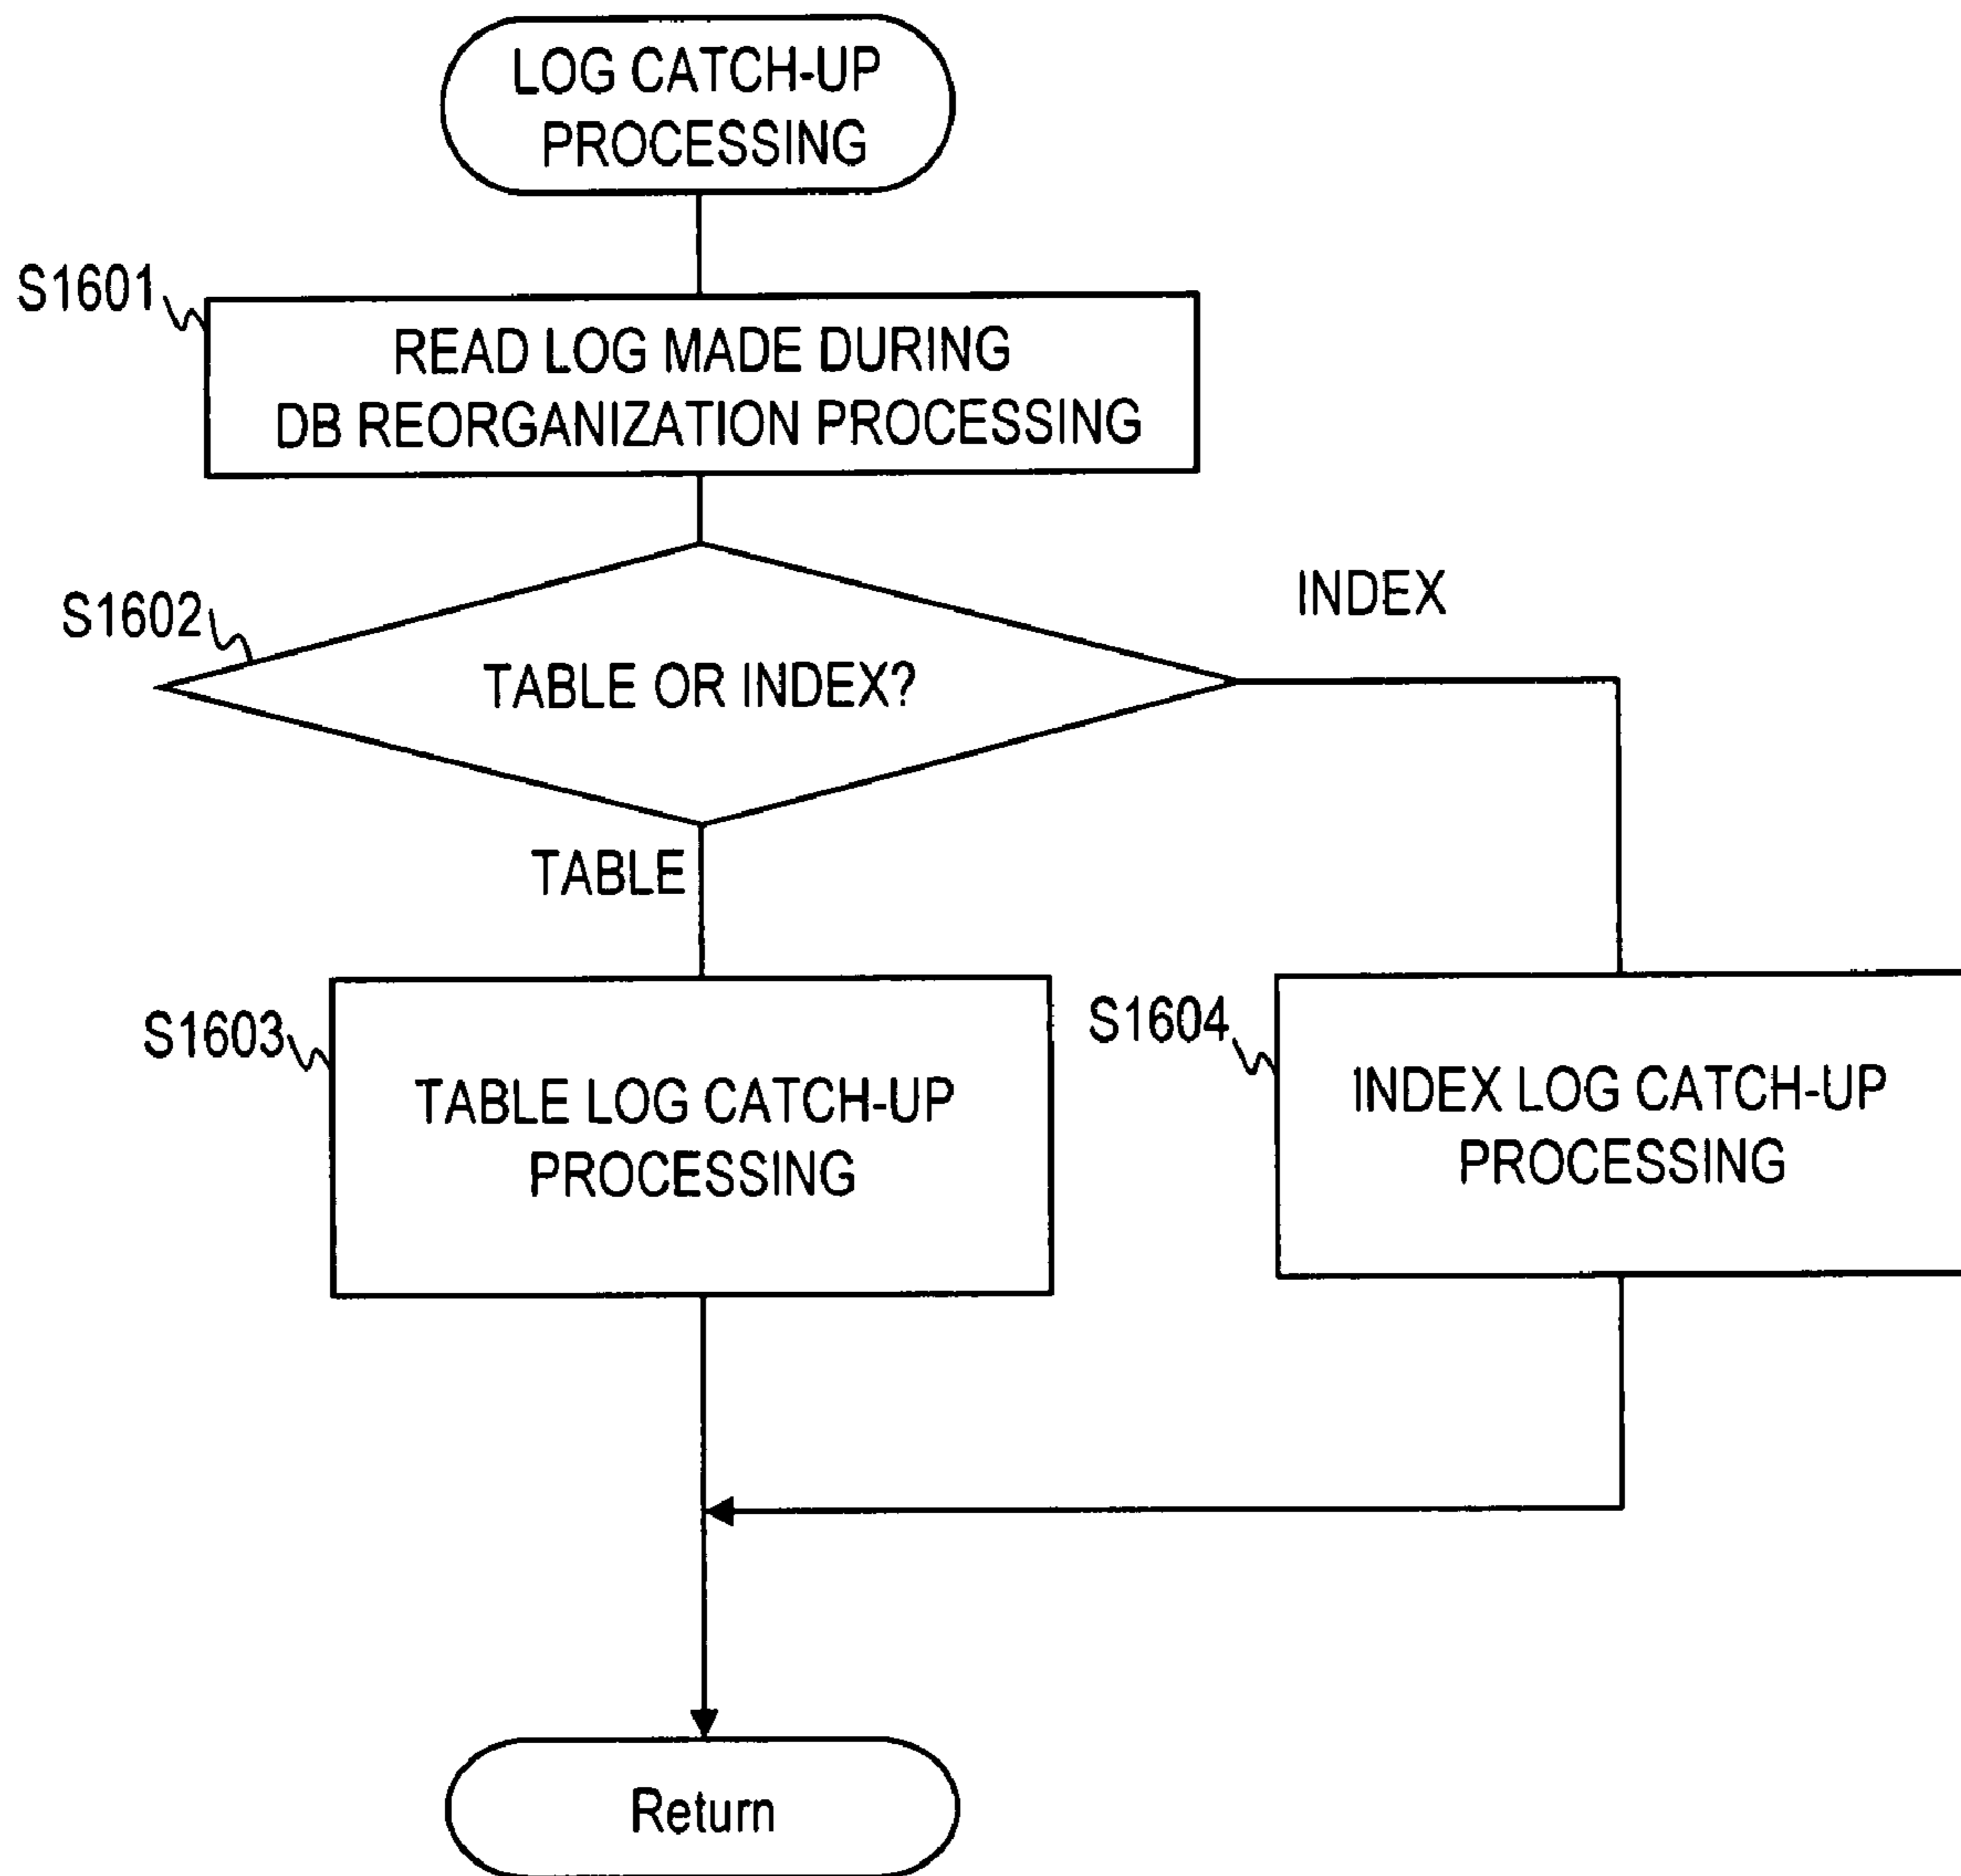 LOG CATCH-UP
PROCESSING
S1601
READ LOG MADE DURING
DB REORGANIZATION PROCESSING
S1602
TABLE OR INDEX?
INDEX
TABLE
S1603
TABLE LOG CATCH-UP
PROCESSING
S1604
INDEX LOG CATCH-UP
PROCESSING
Return